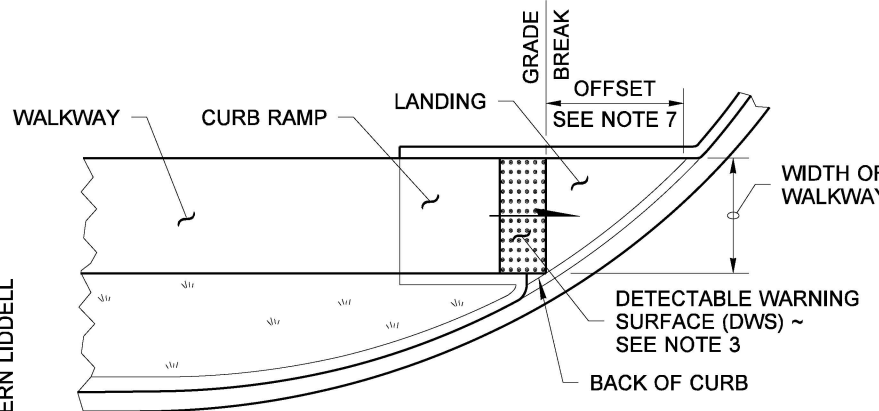 GRADE
BREAK
OFFSET
SEE NOTE 7
LANDING
WALKWAY
CURB RAMP
WIDTH OF
WALKWAY
DETECTABLE WARNING
SURFACE (DWS) ~
SEE NOTE 3
BACK OF CURB
ERN LIDDELL